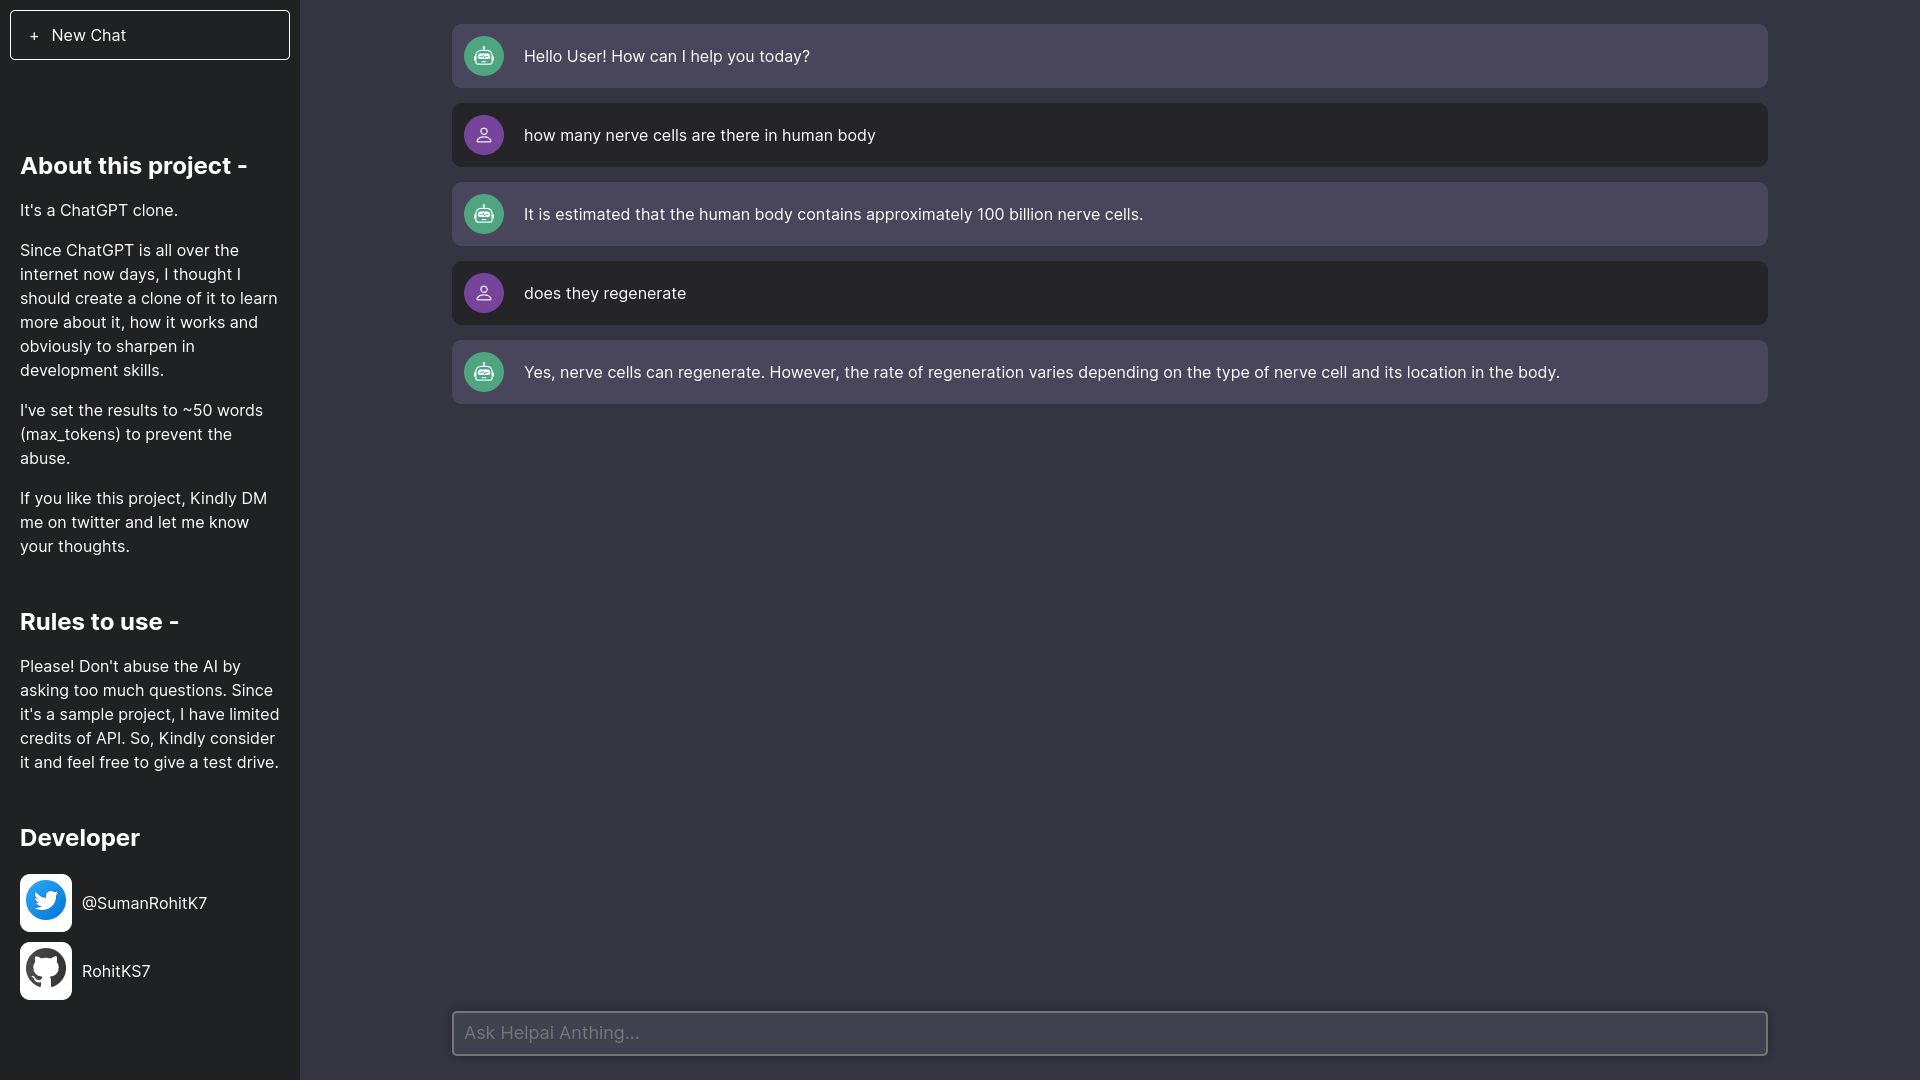 + New Chat
About this project -
It's a ChatGPT clone.
Since ChatGPT is all over the
internet now days, I thought I
should create a clone of it to learn
more about it, how it works and
obviously to sharpen in
development skills.
I've set the results to ~50 words
(max_tokens) to prevent the
abuse.
If you like this project, Kindly DM
me on twitter and let me know
your thoughts.
Rules to use -
Please! Don't abuse the AI by
asking too much questions. Since
it's a sample project, I have limited
credits of API. So, Kindly consider
it and feel free to give a test drive.
Developer
@SumanRohitK7
RohitKS7
Hello User! How can I help you today?
how many nerve cells are there in human body
It is estimated that the human body contains approximately 100 billion nerve cells.
does they regenerate
Yes, nerve cells can regenerate. However, the rate of regeneration varies depending on the type of nerve cell and its location in the body.
Ask Helpai Anthing...